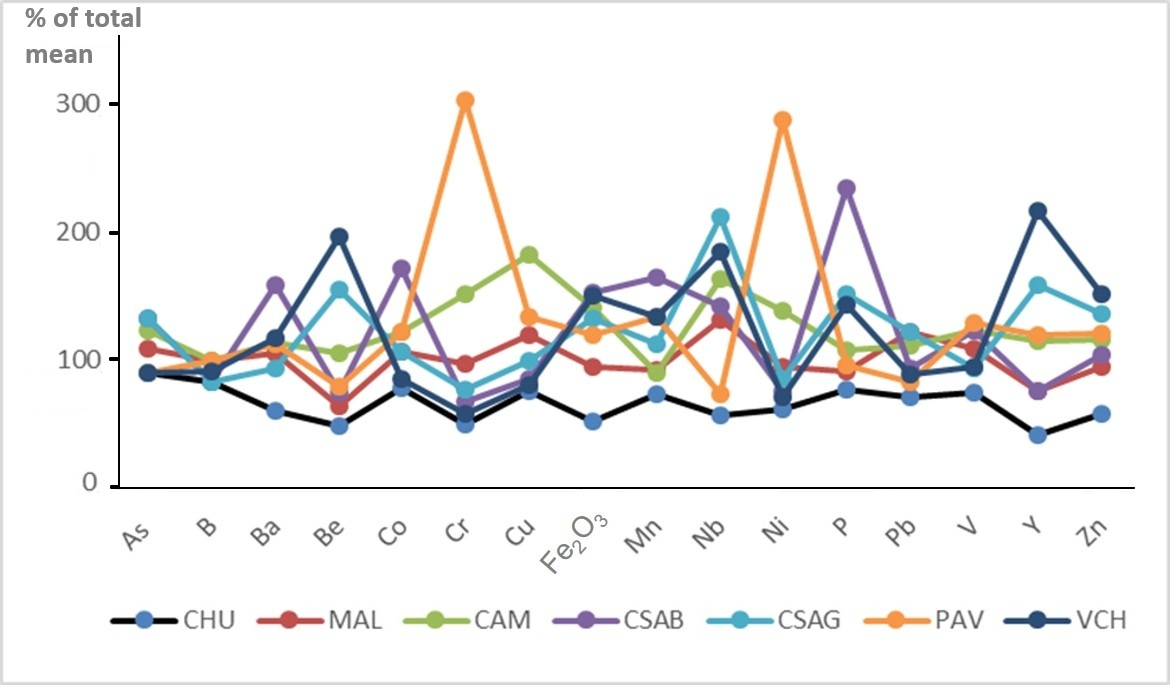 % of total
mean
300
200
100
0
As B Ba Be Co Cr Cu Fe₂O₃ Mn Nb Ni P Pb V Y Zn
CHU MAL CAM CSAB CSAG PAV VCH